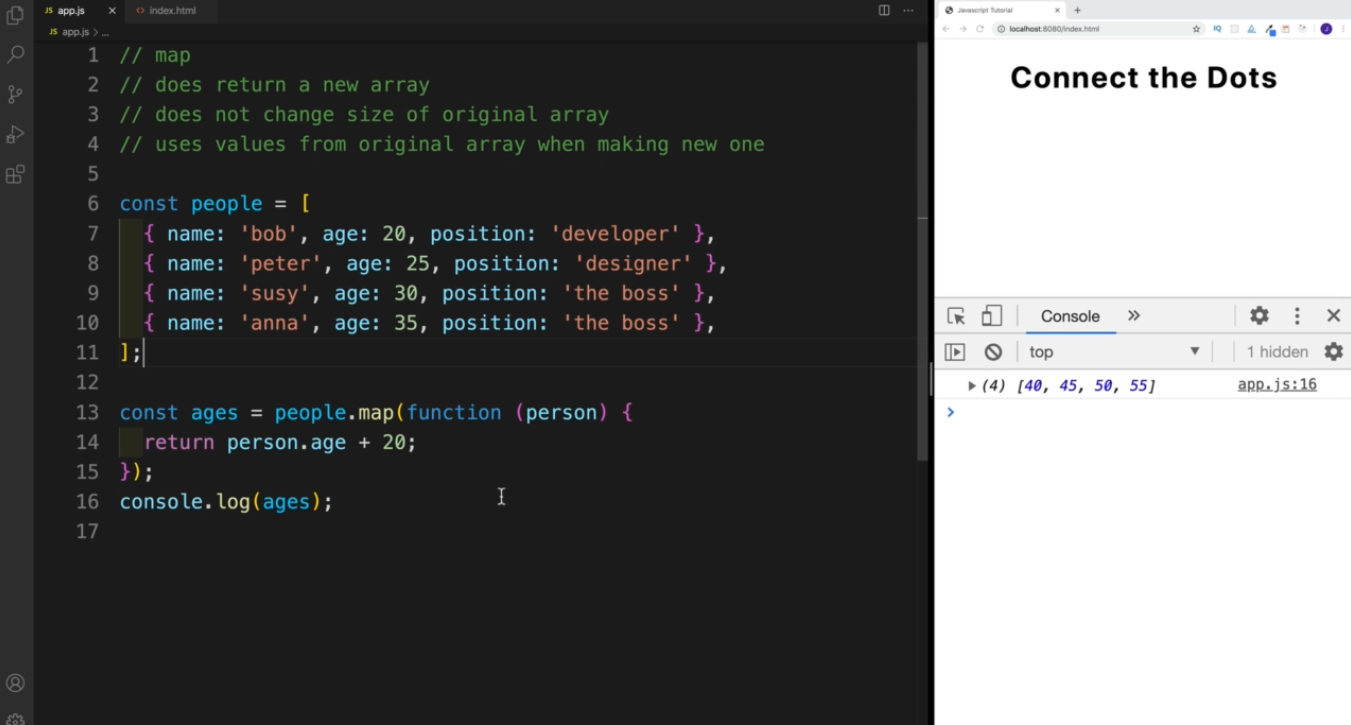 app.js
index.html
app.js > ...
1 // map
2 // does return a new array
3 // does not change size of original array
4 // uses values from original array when making new one
5
6 const people = [
7 { name: 'bob', age: 20, position: 'developer' },
8 { name: 'peter', age: 25, position: 'designer' },
9 { name: 'susy', age: 30, position: 'the boss' },
10 { name: 'anna', age: 35, position: 'the boss' },
11 ];
12
13 const ages = people.map(function (person) {
14 return person.age + 20;
15 });
16 console.log(ages);
17
Javascript Tutorial
localhost:8080/index.html
IQ
J
Connect the Dots
Console
top
1 hidden
(4) [40, 45, 50, 55]
app.js:16